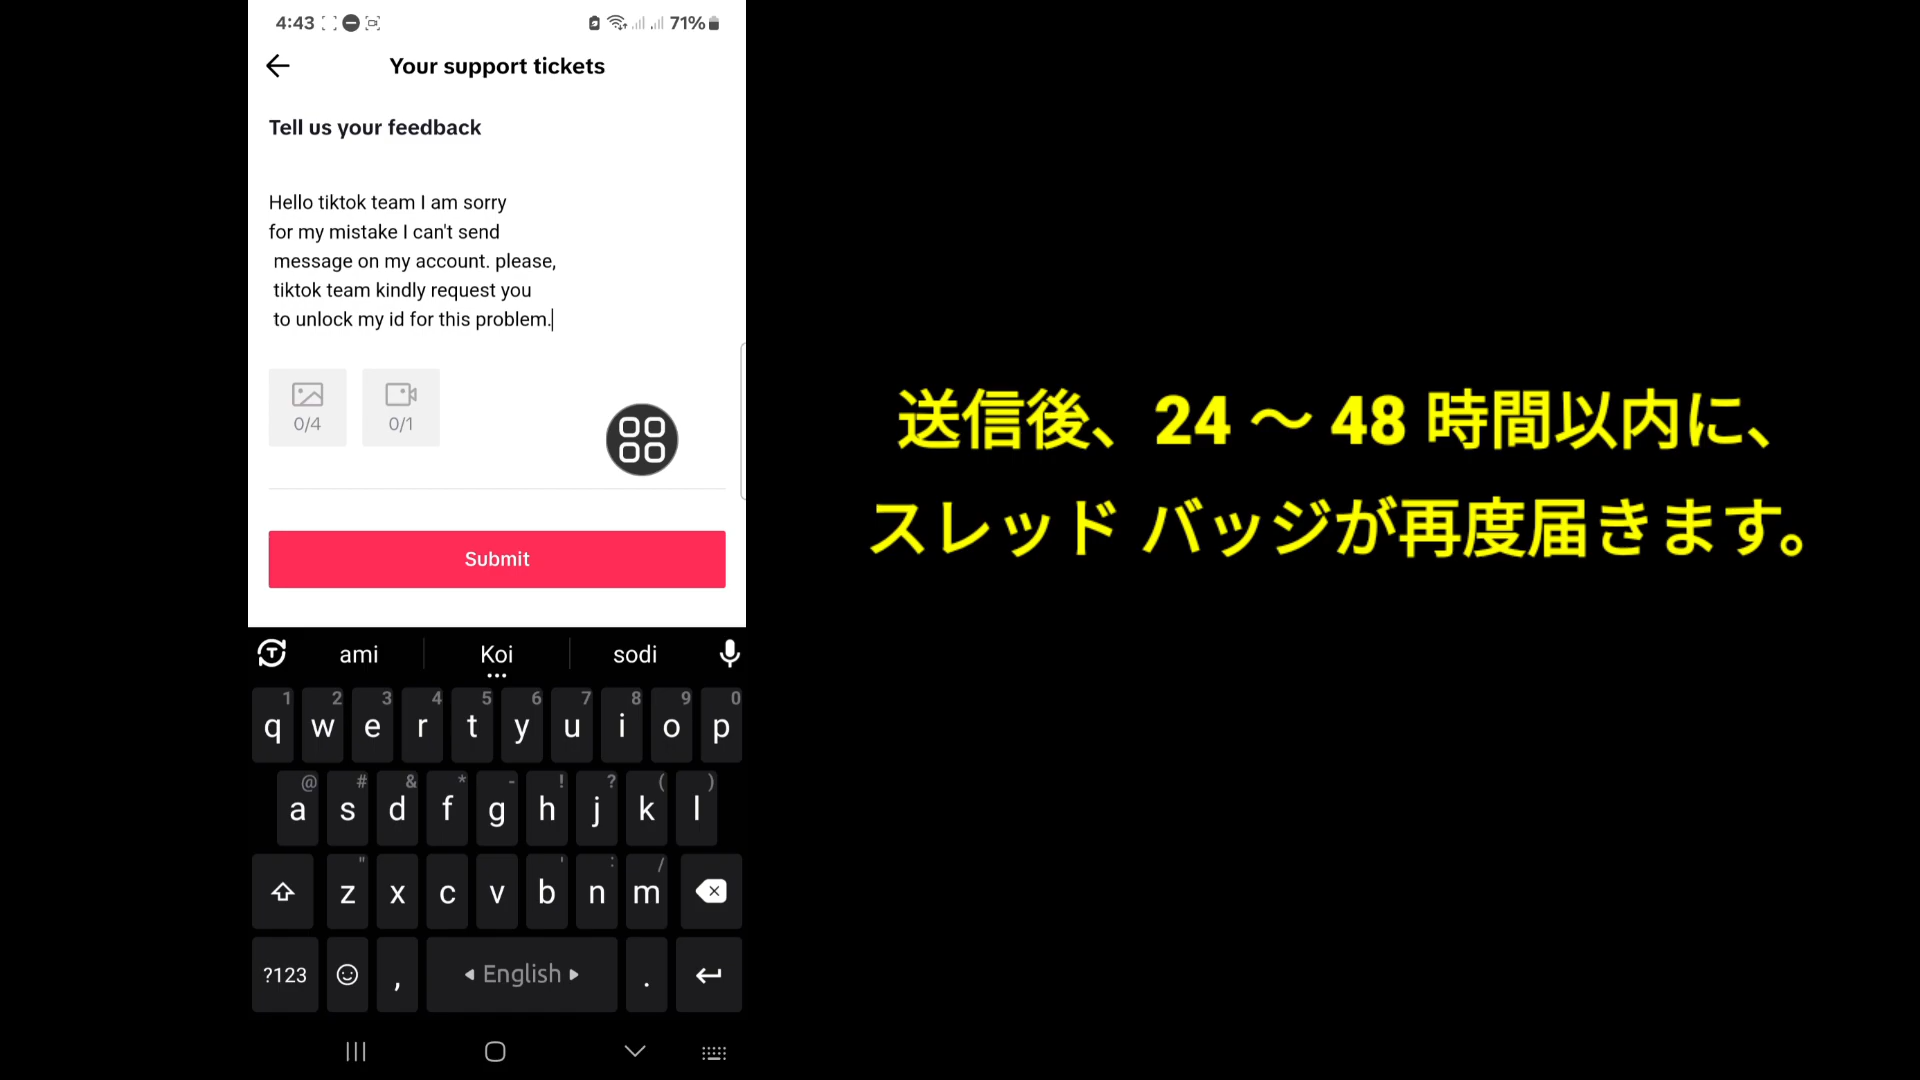 4:43
71%
Your support tickets
Tell us your feedback
Hello tiktok team I am sorry
for my mistake I can't send
message on my account. please,
tiktok team kindly request you
to unlock my id for this problem.
0/4 0/1
Submit
送信後、24 ～ 48 時間以内に、
スレッド バッジが再度届きます。
ami Koi sodi
1 2 3 4 5 6 7 8 9 0
q w e r t y u i o p
@ # & * - ! ? ( )
a s d f g h j k l
" ' : /
z x c v b n m
?123 , English .